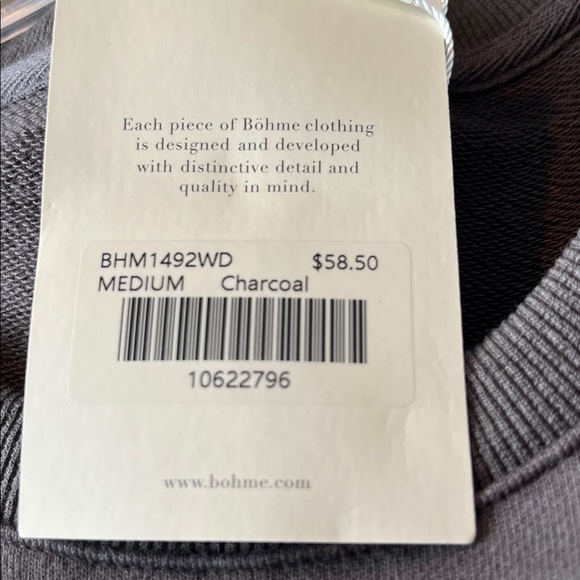 Each piece of Böhme clothing
is designed and developed
with distinctive detail and
quality in mind.
BHM1492WD $58.50
MEDIUM Charcoal
10622796
www.bohme.com